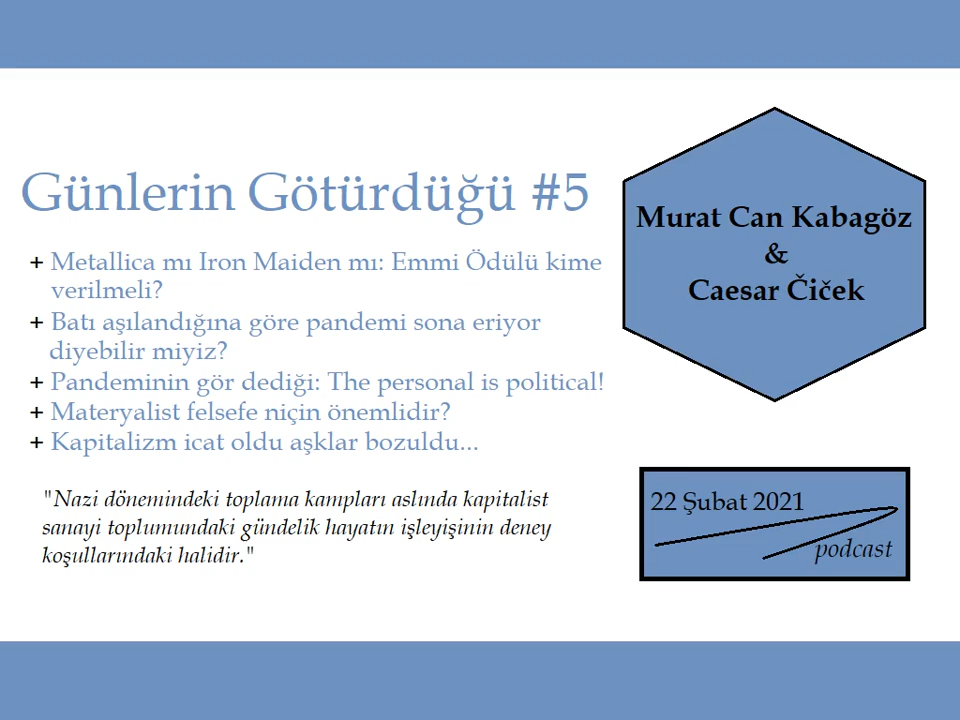 Günlerin Götürdüğü #5
+ Metallica mı Iron Maiden mı: Emmi Ödülü kime
verilmeli?
+ Batı aşılandığına göre pandemi sona eriyor
diyebilir miyiz?
+ Pandeminin gör dediği: The personal is political!
+ Materyalist felsefe niçin önemlidir?
+ Kapitalizm icat oldu aşklar bozuldu...
"Nazi dönemindeki toplama kampları aslında kapitalist
sanayi toplumundaki gündelik hayatın işleyişinin deney
koşullarındaki halidir."
Murat Can Kabagöz
&
Caesar Čiček
22 Şubat 2021
podcast